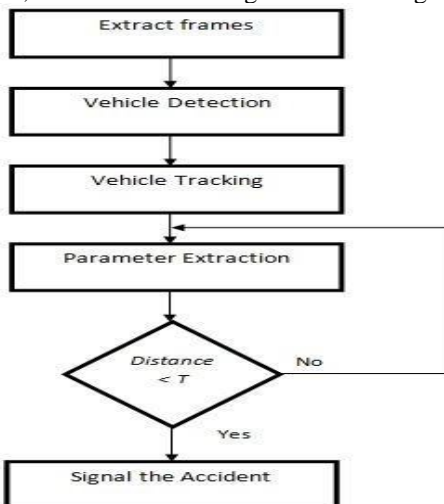 Extract frames
Vehicle Detection
Vehicle Tracking
Parameter Extraction
Distance
< T
No
Yes
Signal the Accident